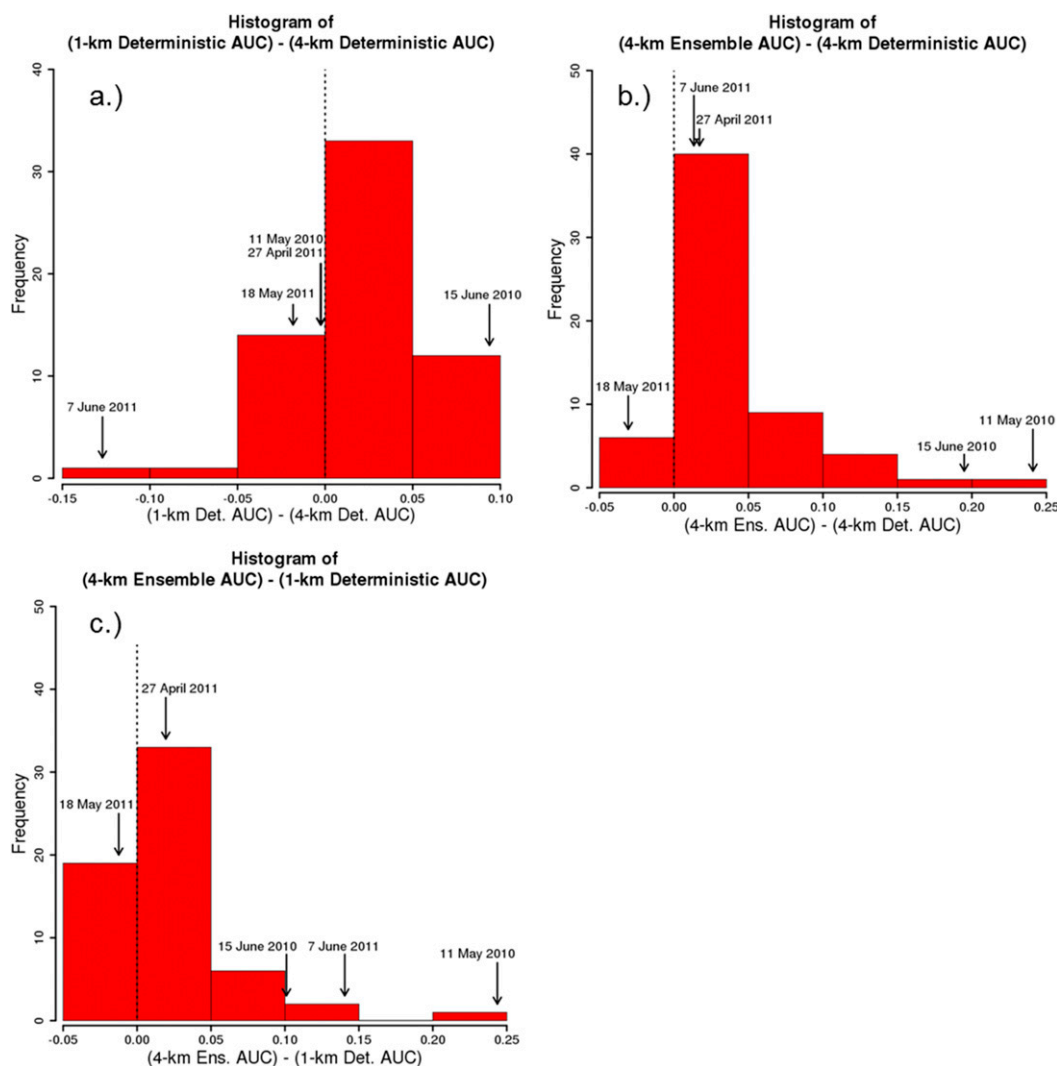 Histogram of
(1-km Deterministic AUC) - (4-km Deterministic AUC)
a.)
Frequency
40
30
20
10
0
11 May 2010
27 April 2011
18 May 2011
15 June 2010
7 June 2011
-0.15 -0.10 -0.05 0.00 0.05 0.10
(1-km Det. AUC) - (4-km Det. AUC)
Histogram of
(4-km Ensemble AUC) - (4-km Deterministic AUC)
b.)
Frequency
50
40
30
20
10
0
7 June 2011
27 April 2011
18 May 2011
15 June 2010
11 May 2010
-0.05 0.00 0.05 0.10 0.15 0.20 0.25
(4-km Ens. AUC) - (4-km Det. AUC)
Histogram of
(4-km Ensemble AUC) - (1-km Deterministic AUC)
c.)
Frequency
50
40
30
20
10
0
27 April 2011
18 May 2011
15 June 2010
7 June 2011
11 May 2010
-0.05 0.00 0.05 0.10 0.15 0.20 0.25
(4-km Ens. AUC) - (1-km Det. AUC)